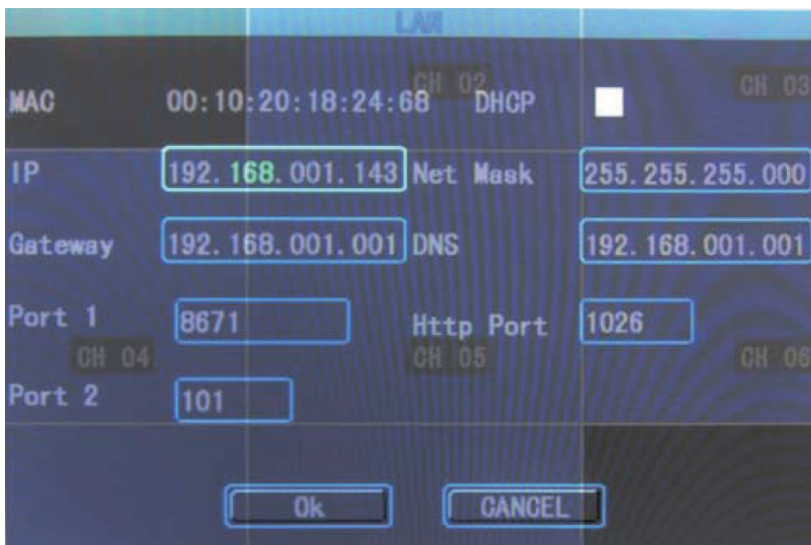 LAN
CH 02
CH 03
MAC 00:10:20:18:24:68 DHCP
IP 192.168.001.143 Net Mask 255.255.255.000
Gateway 192.168.001.001 DNS 192.168.001.001
Port 1 8671 Http Port 1026
CH 04 CH 05 CH 06
Port 2 101
Ok CANCEL